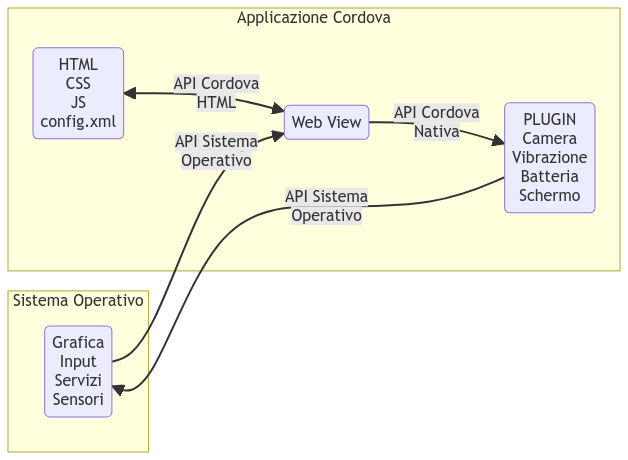 Applicazione Cordova
HTML
CSS
JS
config.xml
API Cordova
HTML
Web View
API Cordova
Nativa
PLUGIN
Camera
Vibrazione
Batteria
Schermo
API Sistema
Operativo
API Sistema
Operativo
Sistema Operativo
Grafica
Input
Servizi
Sensori